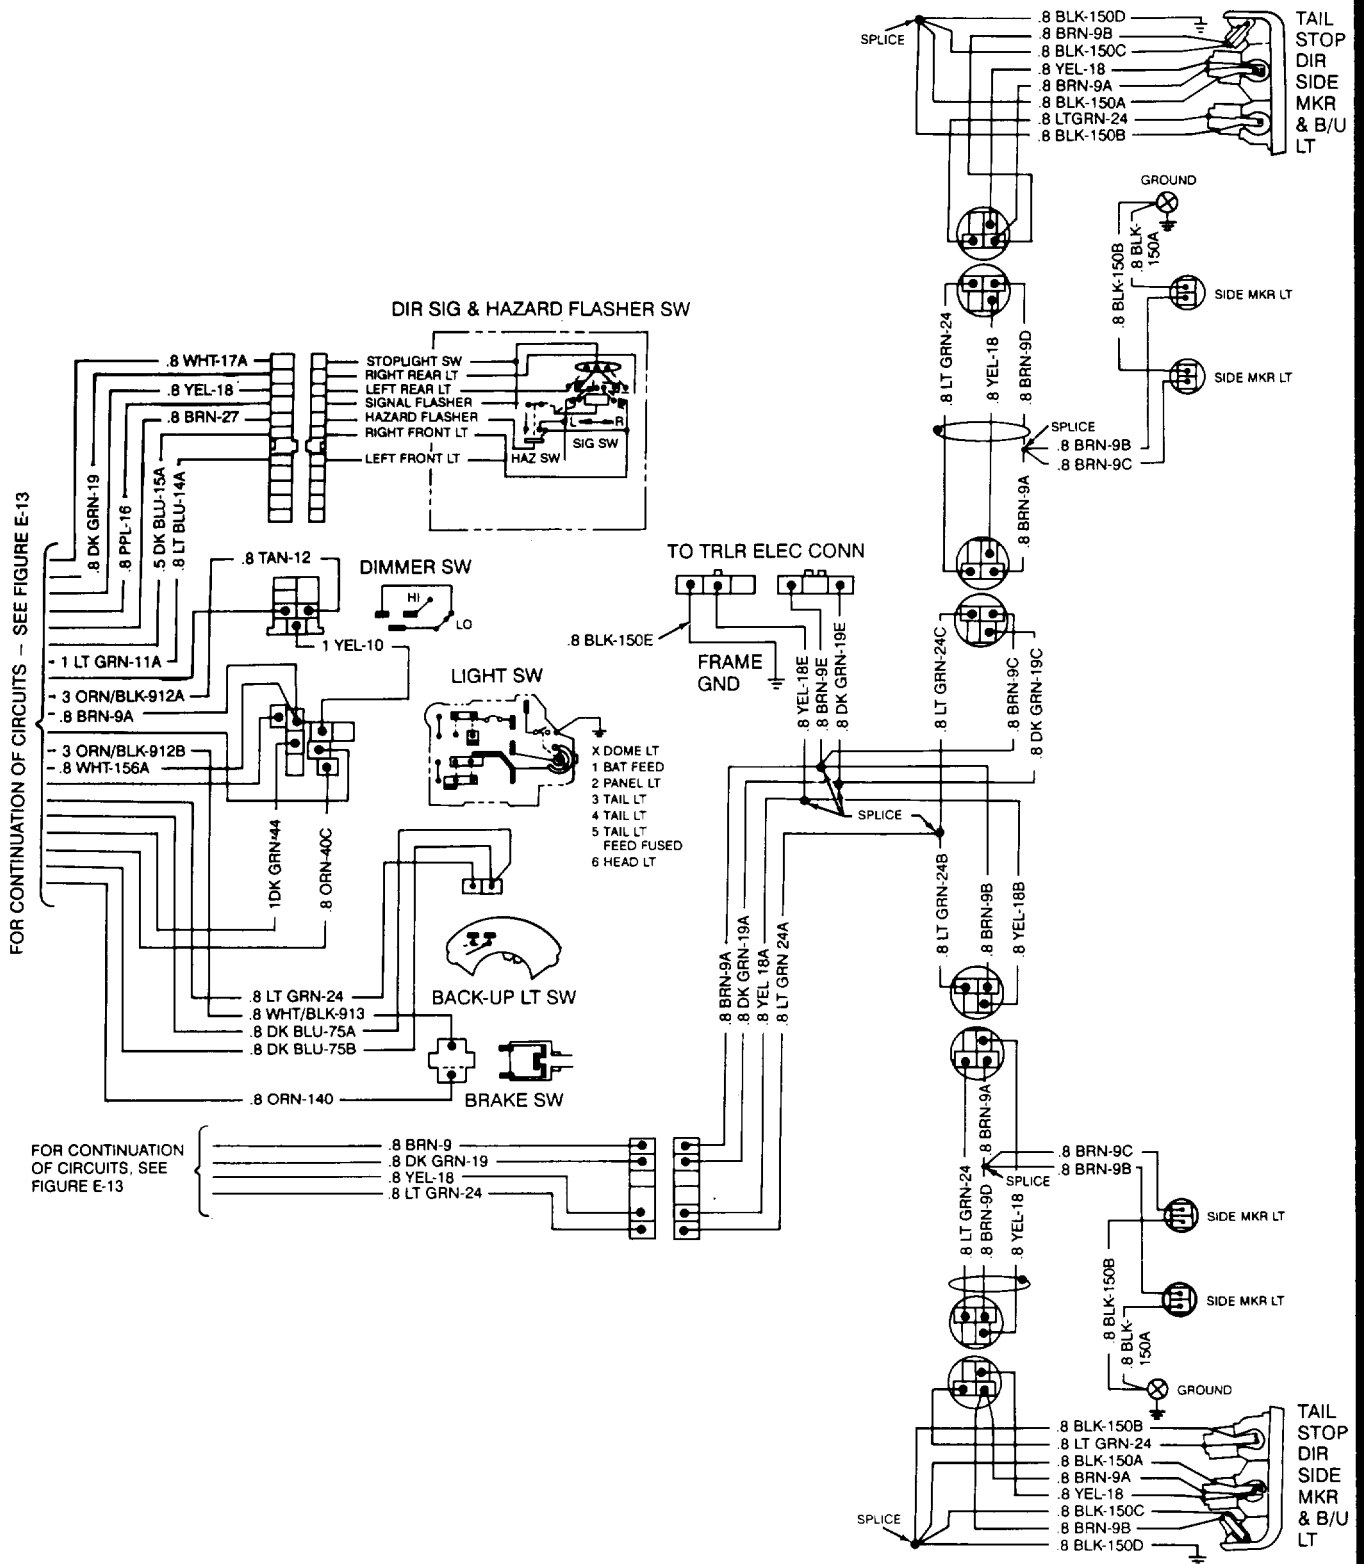 .8 BLK-150D
.8 BRN-9B
.8 BLK-150C
.8 YEL-18
.8 BRN-9A
.8 BLK-150A
.8 LTGRN-24
.8 BLK-150B
SPLICE
TAIL
STOP
DIR
SIDE
MKR
& B/U
LT
GROUND
.8 BLK-150B
.8 BLK-
150A
SIDE MKR LT
SIDE MKR LT
.8 LT GRN-24
.8 YEL-18
.8 BRN-9D
SPLICE
.8 BRN-9B
.8 BRN-9C
.8 BRN-9A
DIR SIG & HAZARD FLASHER SW
.8 WHT-17A
.8 YEL-18
.8 BRN-27
STOPLIGHT SW
RIGHT REAR LT
LEFT REAR LT
SIGNAL FLASHER
HAZARD FLASHER
RIGHT FRONT LT
LEFT FRONT LT
L
R
SIG SW
HAZ SW
.8 DK GRN-19
.8 PPL-16
.5 DK BLU-15A
.8 LT BLU-14A
FOR CONTINUATION OF CIRCUITS – SEE FIGURE E-13
.8 TAN-12
DIMMER SW
HI
LO
1 YEL-10
1 LT GRN-11A
3 ORN/BLK-912A
.8 BRN-9A
3 ORN/BLK-912B
.8 WHT-156A
LIGHT SW
X DOME LT
1 BAT FEED
2 PANEL LT
3 TAIL LT
4 TAIL LT
5 TAIL LT
FEED FUSED
6 HEAD LT
1DK GRN-44
.8 ORN-40C
TO TRLR ELEC CONN
.8 BLK-150E
FRAME
GND
.8 YEL-18E
.8 BRN-9E
.8 DK GRN-19E
.8 LT GRN-24C
.8 BRN-9C
.8 DK GRN-19C
SPLICE
.8 LT GRN-24B
.8 BRN-9B
.8 YEL-18B
.8 BRN-9A
.8 DK GRN-19A
.8 YEL 18A
.8 LT GRN 24A
BACK-UP LT SW
.8 LT GRN-24
.8 WHT/BLK-913
.8 DK BLU-75A
.8 DK BLU-75B
.8 ORN-140
BRAKE SW
FOR CONTINUATION
OF CIRCUITS, SEE
FIGURE E-13
.8 BRN-9
.8 DK GRN-19
.8 YEL-18
.8 LT GRN-24
.8 BRN-9A
.8 BRN-9C
.8 BRN-9B
SPLICE
.8 LT GRN-24
.8 BRN-9D
.8 YEL-18
SIDE MKR LT
SIDE MKR LT
.8 BLK-150B
.8 BLK-
150A
GROUND
.8 BLK-150B
.8 LT GRN-24
.8 BLK-150A
.8 BRN-9A
.8 YEL-18
.8 BLK-150C
.8 BRN-9B
.8 BLK-150D
SPLICE
TAIL
STOP
DIR
SIDE
MKR
& B/U
LT